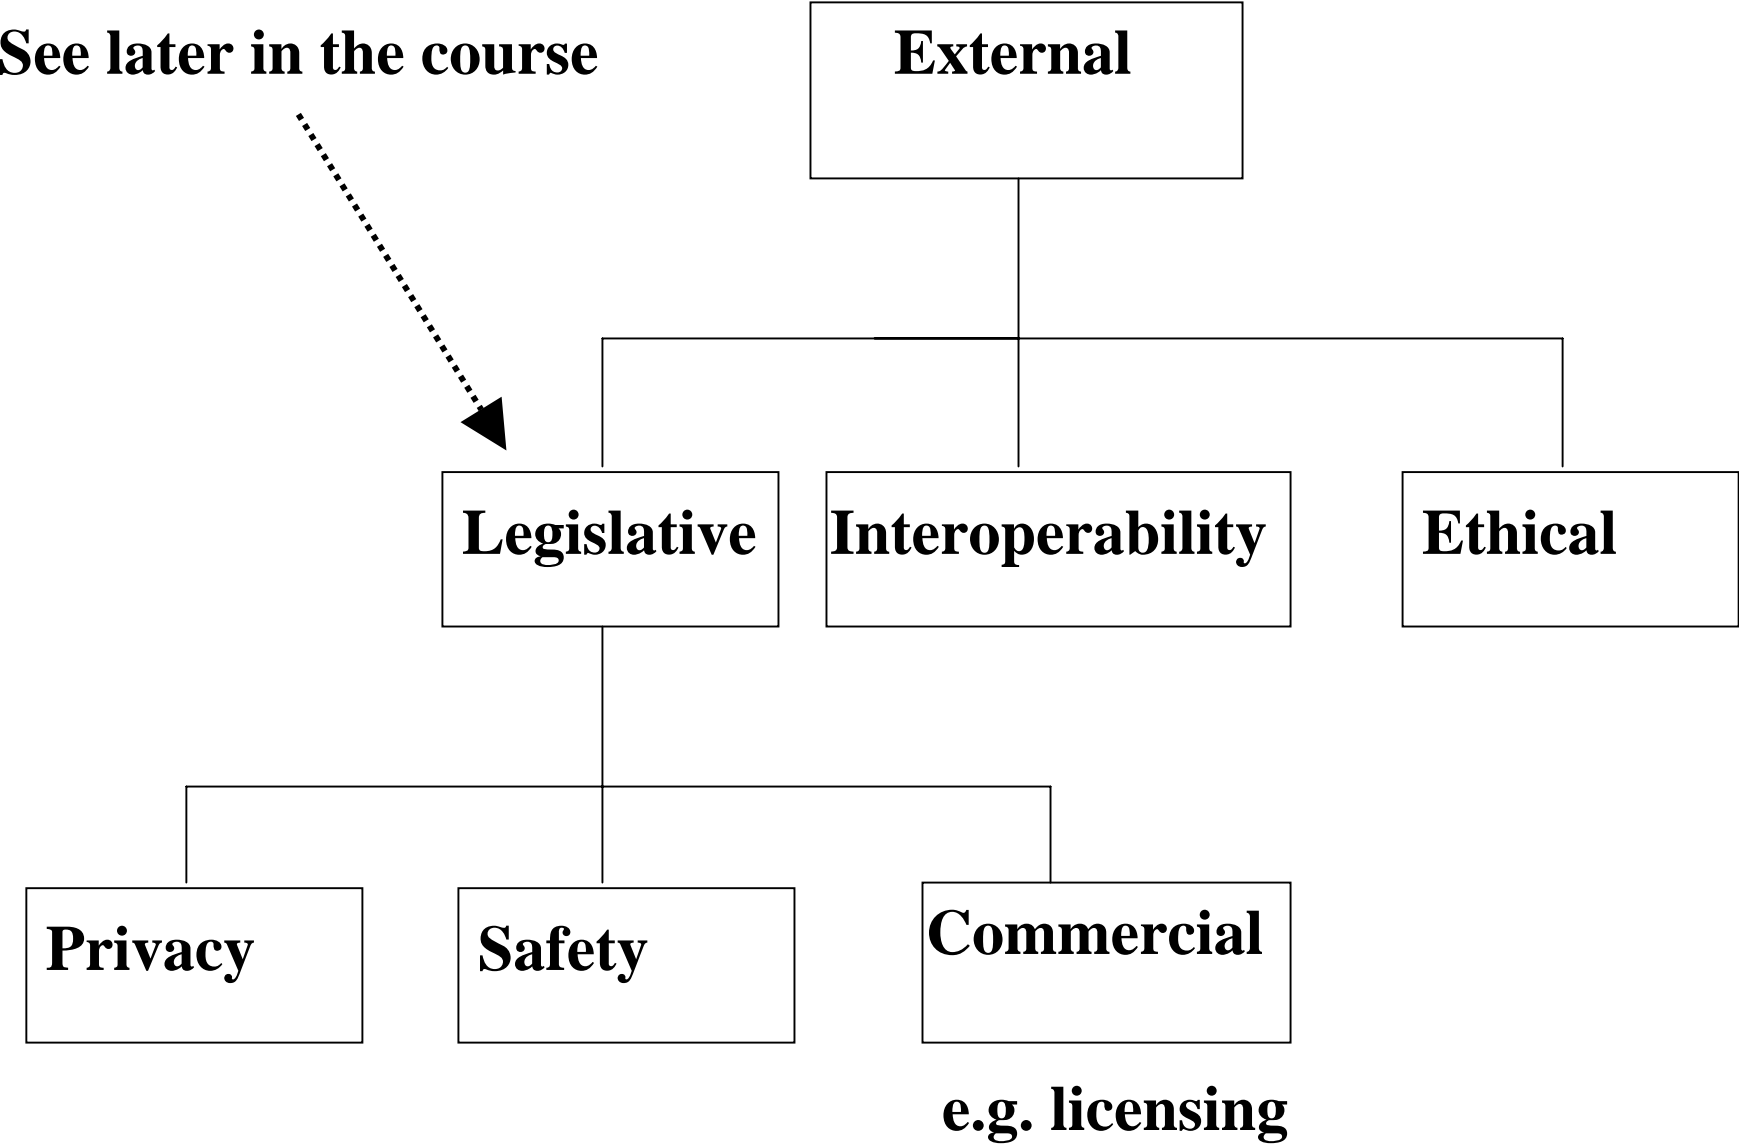 See later in the course
External
Legislative
Interoperability
Ethical
Privacy
Safety
Commercial
e.g. licensing